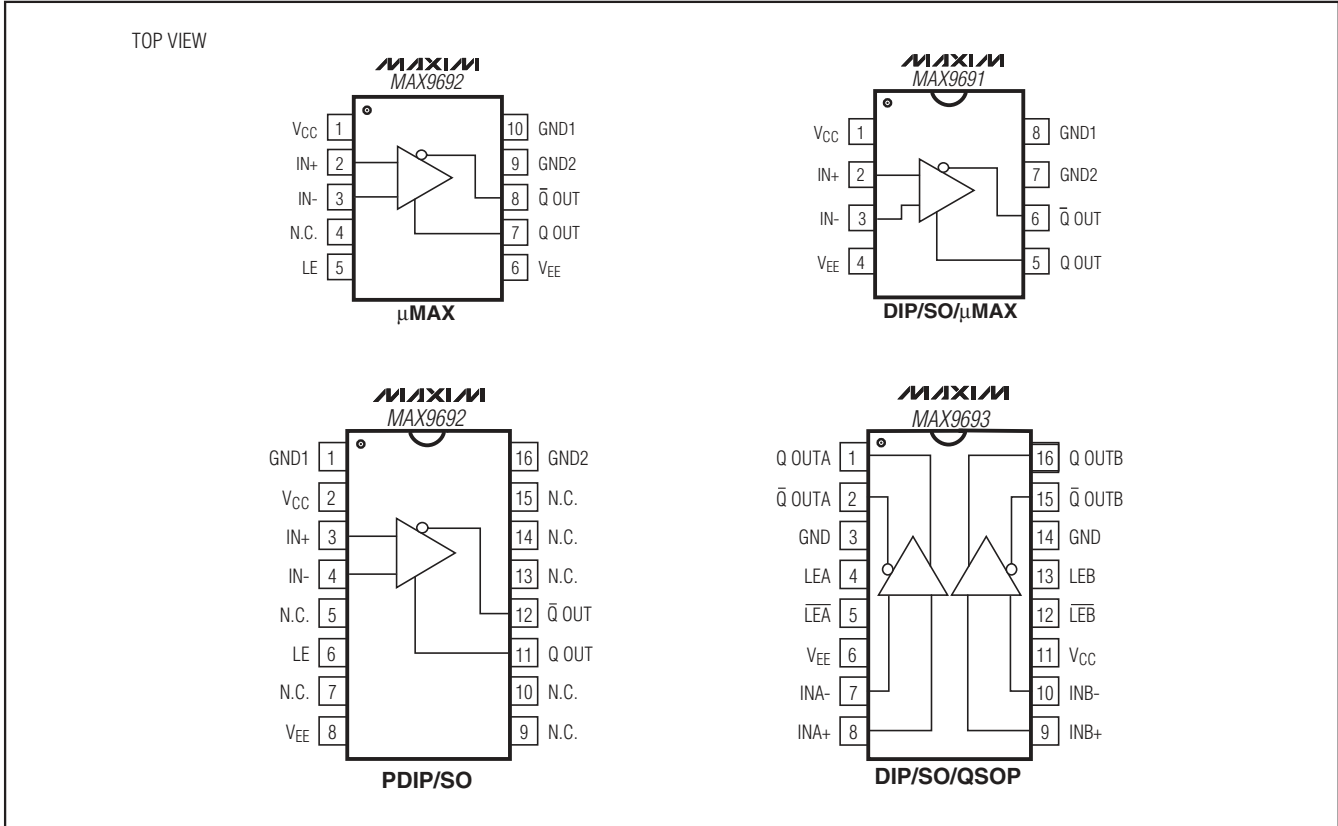 TOP VIEW
MAXIM
MAX9692
VCC 1
IN+ 2
IN- 3
N.C. 4
LE 5
10 GND1
9 GND2
8 Q̅ OUT
7 Q OUT
6 VEE
µMAX
MAXIM
MAX9691
VCC 1
IN+ 2
IN- 3
VEE 4
8 GND1
7 GND2
6 Q̅ OUT
5 Q OUT
DIP/SO/µMAX
MAXIM
MAX9692
GND1 1
VCC 2
IN+ 3
IN- 4
N.C. 5
LE 6
N.C. 7
VEE 8
16 GND2
15 N.C.
14 N.C.
13 N.C.
12 Q̅ OUT
11 Q OUT
10 N.C.
9 N.C.
PDIP/SO
MAXIM
MAX9693
Q OUTA 1
Q̅ OUTA 2
GND 3
LEA 4
L̅E̅A̅ 5
VEE 6
INA- 7
INA+ 8
16 Q OUTB
15 Q̅ OUTB
14 GND
13 LEB
12 L̅E̅B̅
11 VCC
10 INB-
9 INB+
DIP/SO/QSOP